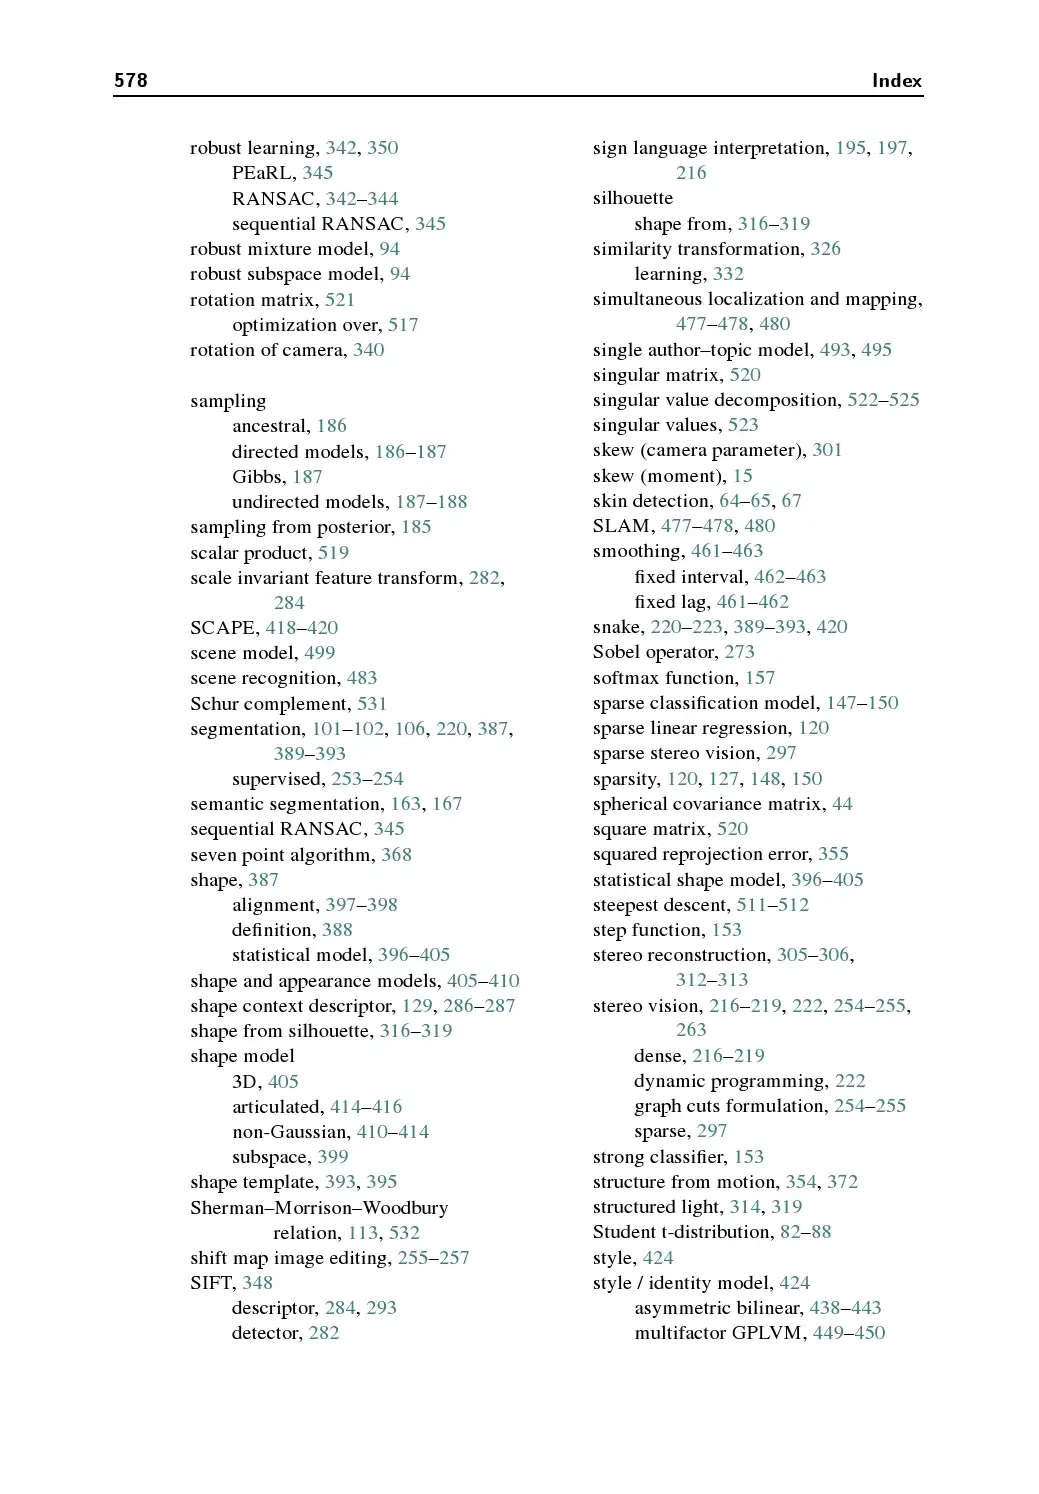 578 Index
robust learning, 342, 350
PEaRL, 345
RANSAC, 342–344
sequential RANSAC, 345
robust mixture model, 94
robust subspace model, 94
rotation matrix, 521
optimization over, 517
rotation of camera, 340
sampling
ancestral, 186
directed models, 186–187
Gibbs, 187
undirected models, 187–188
sampling from posterior, 185
scalar product, 519
scale invariant feature transform, 282,
284
SCAPE, 418–420
scene model, 499
scene recognition, 483
Schur complement, 531
segmentation, 101–102, 106, 220, 387,
389–393
supervised, 253–254
semantic segmentation, 163, 167
sequential RANSAC, 345
seven point algorithm, 368
shape, 387
alignment, 397–398
definition, 388
statistical model, 396–405
shape and appearance models, 405–410
shape context descriptor, 129, 286–287
shape from silhouette, 316–319
shape model
3D, 405
articulated, 414–416
non-Gaussian, 410–414
subspace, 399
shape template, 393, 395
Sherman–Morrison–Woodbury
relation, 113, 532
shift map image editing, 255–257
SIFT, 348
descriptor, 284, 293
detector, 282
sign language interpretation, 195, 197,
216
silhouette
shape from, 316–319
similarity transformation, 326
learning, 332
simultaneous localization and mapping,
477–478, 480
single author–topic model, 493, 495
singular matrix, 520
singular value decomposition, 522–525
singular values, 523
skew (camera parameter), 301
skew (moment), 15
skin detection, 64–65, 67
SLAM, 477–478, 480
smoothing, 461–463
fixed interval, 462–463
fixed lag, 461–462
snake, 220–223, 389–393, 420
Sobel operator, 273
softmax function, 157
sparse classification model, 147–150
sparse linear regression, 120
sparse stereo vision, 297
sparsity, 120, 127, 148, 150
spherical covariance matrix, 44
square matrix, 520
squared reprojection error, 355
statistical shape model, 396–405
steepest descent, 511–512
step function, 153
stereo reconstruction, 305–306,
312–313
stereo vision, 216–219, 222, 254–255,
263
dense, 216–219
dynamic programming, 222
graph cuts formulation, 254–255
sparse, 297
strong classifier, 153
structure from motion, 354, 372
structured light, 314, 319
Student t-distribution, 82–88
style, 424
style / identity model, 424
asymmetric bilinear, 438–443
multifactor GPLVM, 449–450